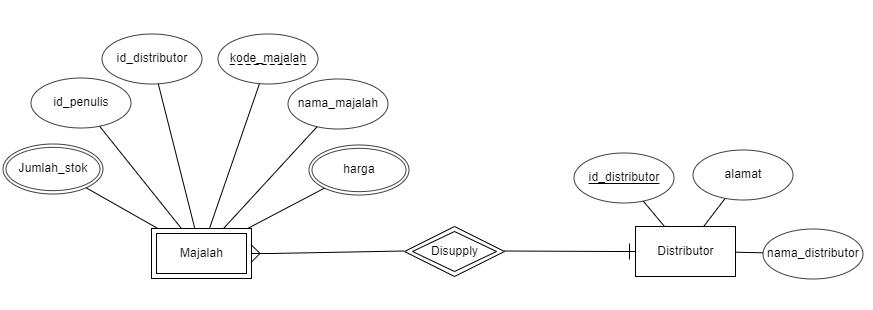 id_distributor
kode_majalah
id_penulis
nama_majalah
Jumlah_stok
harga
id_distributor
alamat
Majalah
Disupply
Distributor
nama_distributor